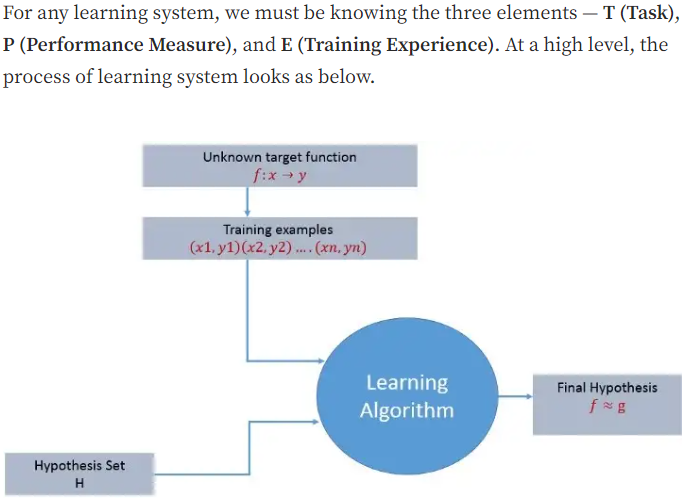 For any learning system, we must be knowing the three elements — T (Task),
P (Performance Measure), and E (Training Experience). At a high level, the
process of learning system looks as below.
Unknown target function
f:x → y
Training examples
(x1,y1)(x2,y2) .... (xn,yn)
Learning
Algorithm
Final Hypothesis
f ≈ g
Hypothesis Set
H